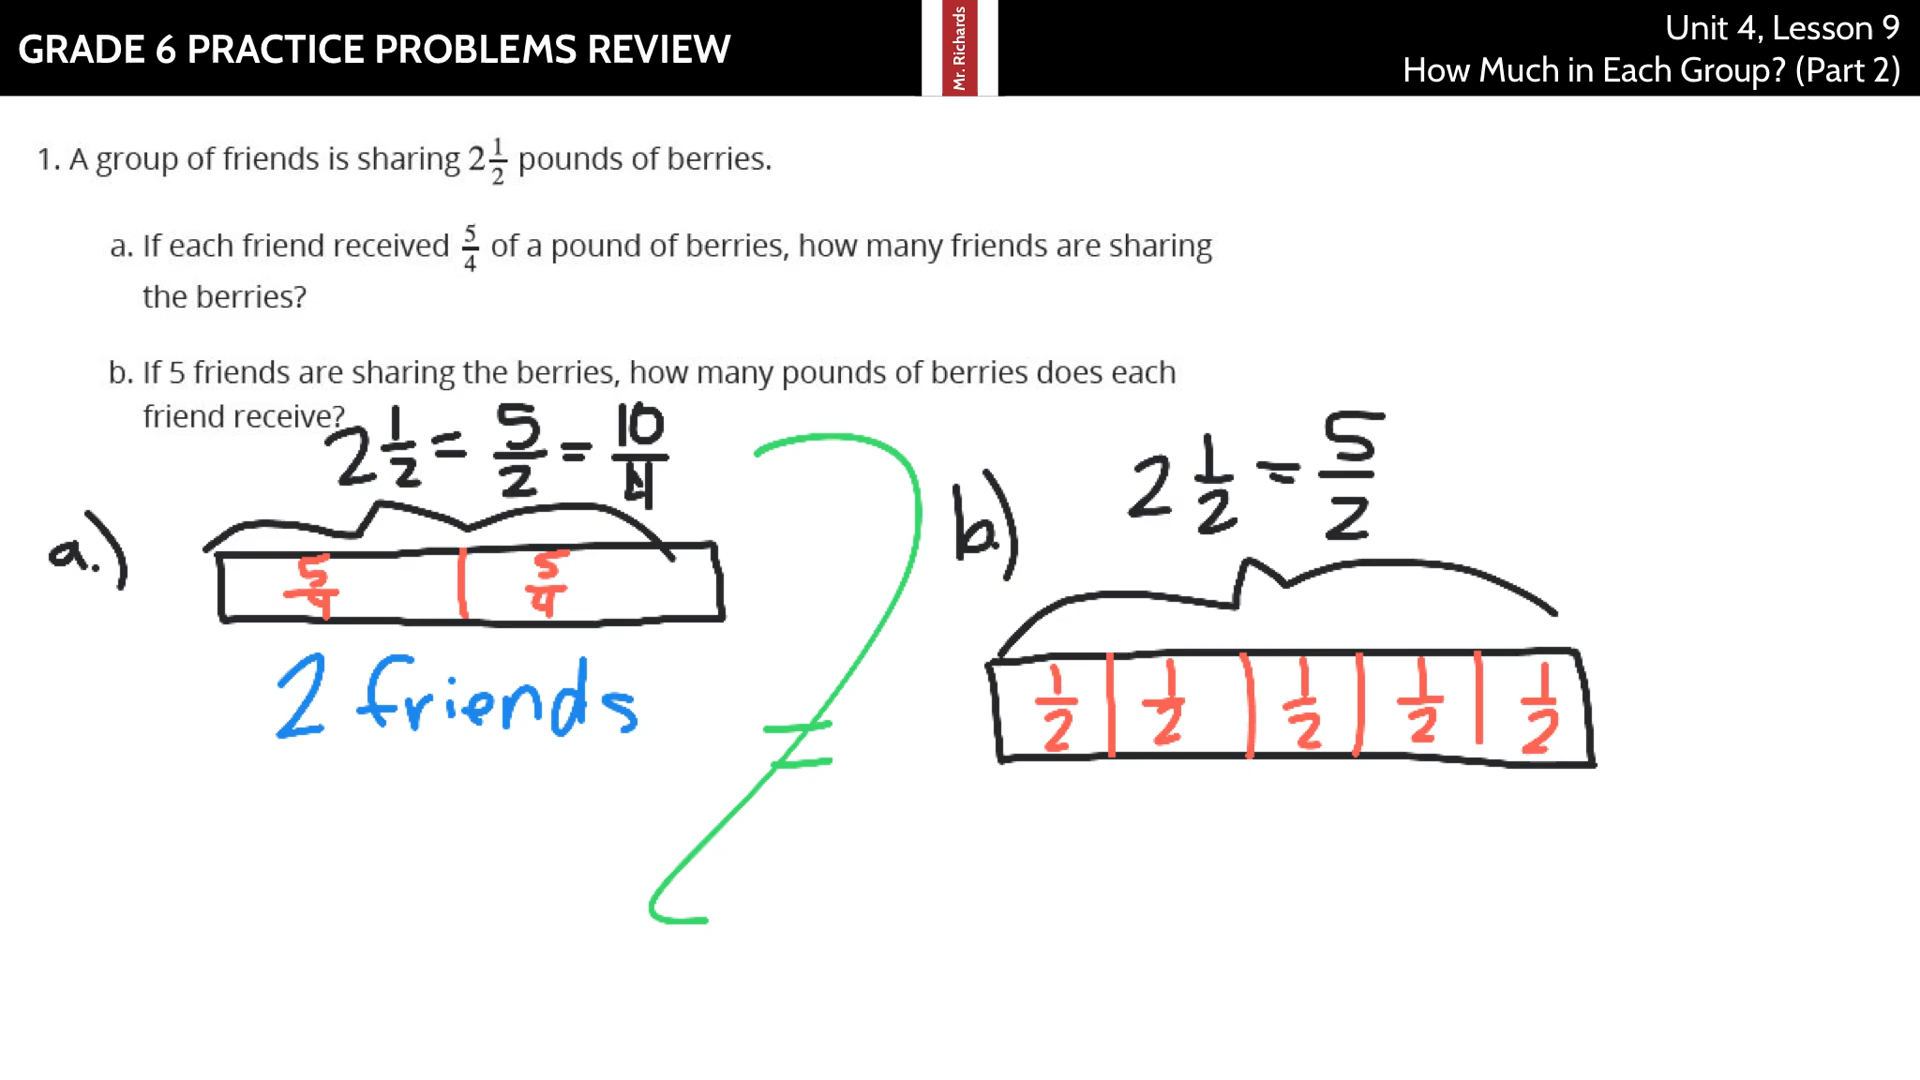 GRADE 6 PRACTICE PROBLEMS REVIEW
Mr. Richards
Unit 4, Lesson 9
How Much in Each Group? (Part 2)
1. A group of friends is sharing 2 1/2 pounds of berries.
a. If each friend received 5/4 of a pound of berries, how many friends are sharing
the berries?
b. If 5 friends are sharing the berries, how many pounds of berries does each
friend receive?
2 1/2 = 5/2 = 10/4
a.)
5/4 5/4
2 friends
=
b.)
2 1/2 = 5/2
1/2 1/2 1/2 1/2 1/2